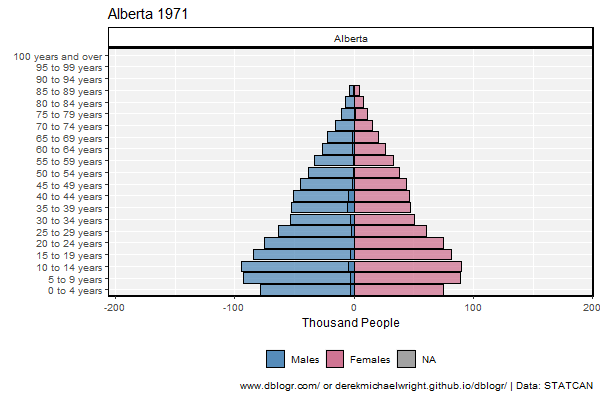 Alberta 1971
Alberta
100 years and over
95 to 99 years
90 to 94 years
85 to 89 years
80 to 84 years
75 to 79 years
70 to 74 years
65 to 69 years
60 to 64 years
55 to 59 years
50 to 54 years
45 to 49 years
40 to 44 years
35 to 39 years
30 to 34 years
25 to 29 years
20 to 24 years
15 to 19 years
10 to 14 years
5 to 9 years
0 to 4 years
-200 -100 0 100 200
Thousand People
Males Females NA
www.dblogr.com/ or derekmichaelwright.github.io/dblogr/ | Data: STATCAN